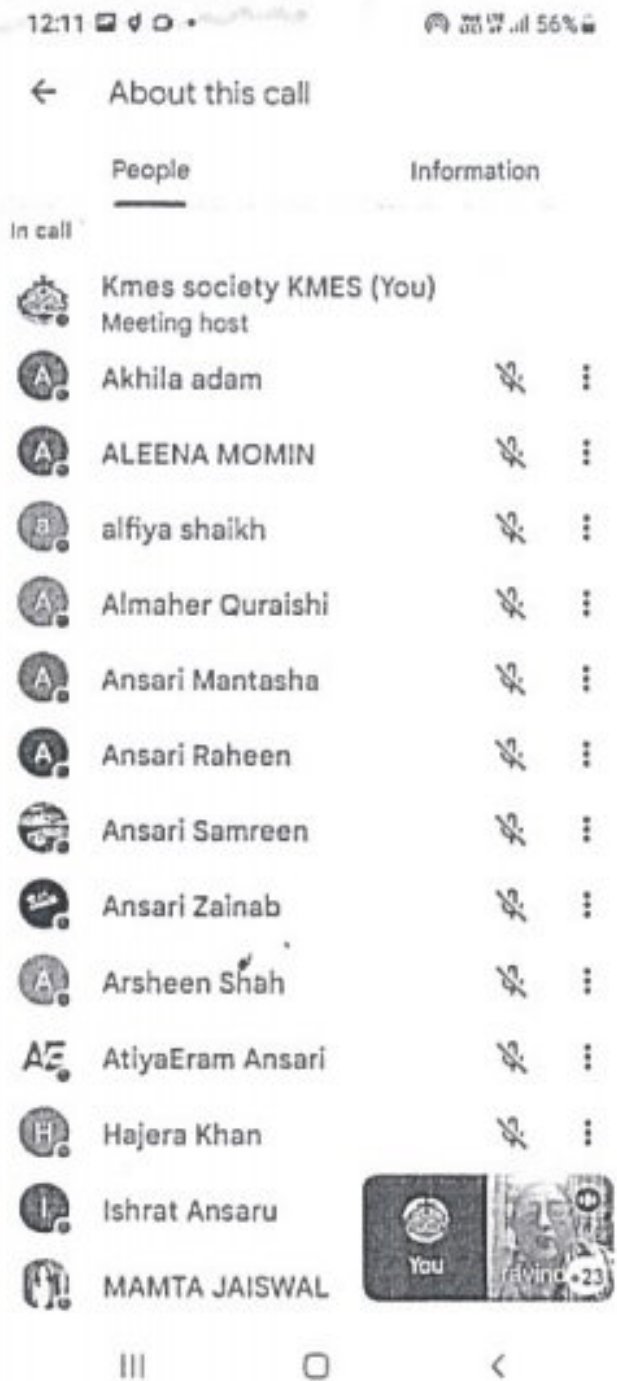 12:11 56%
← About this call
People Information
In call
Kmes society KMES (You)
Meeting host
A Akhila adam
A ALEENA MOMIN
a alfiya shaikh
A Almaher Quraishi
A Ansari Mantasha
A Ansari Raheen
Ansari Samreen
Ansari Zainab
A Arsheen Shah
AE AtiyaEram Ansari
H Hajera Khan
I Ishrat Ansaru
You ravind +23
MAMTA JAISWAL